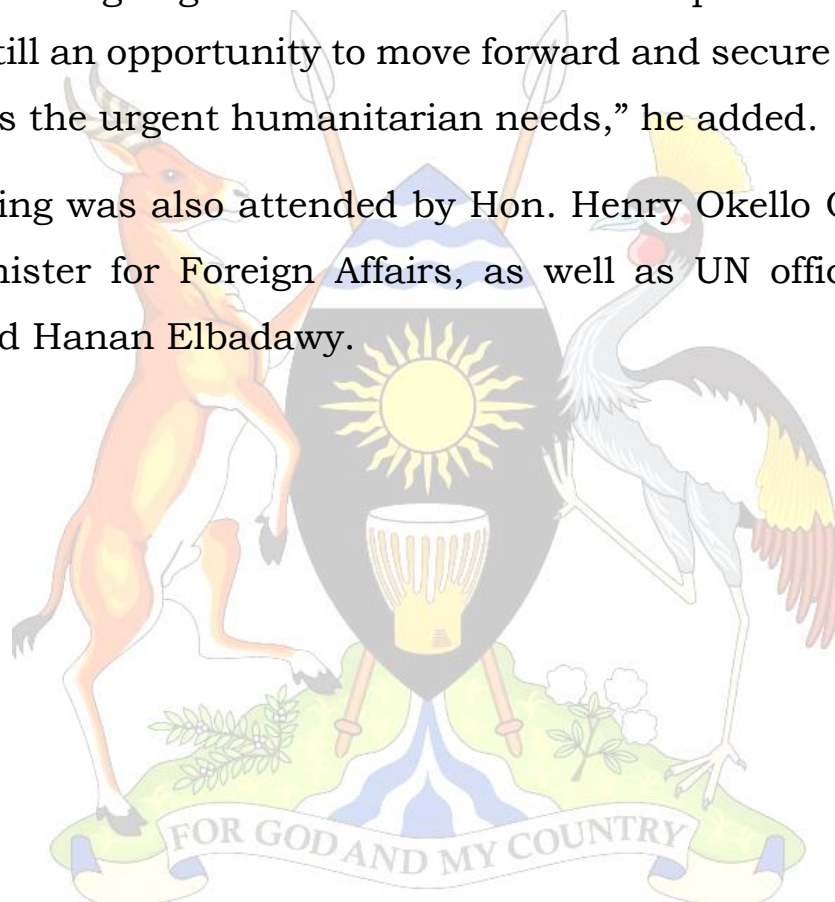 till an opportunity to move forward and secure
s the urgent humanitarian needs,” he added.
ing was also attended by Hon. Henry Okello
nister for Foreign Affairs, as well as UN offic
d Hanan Elbadawy.
FOR GOD AND MY COUNTRY